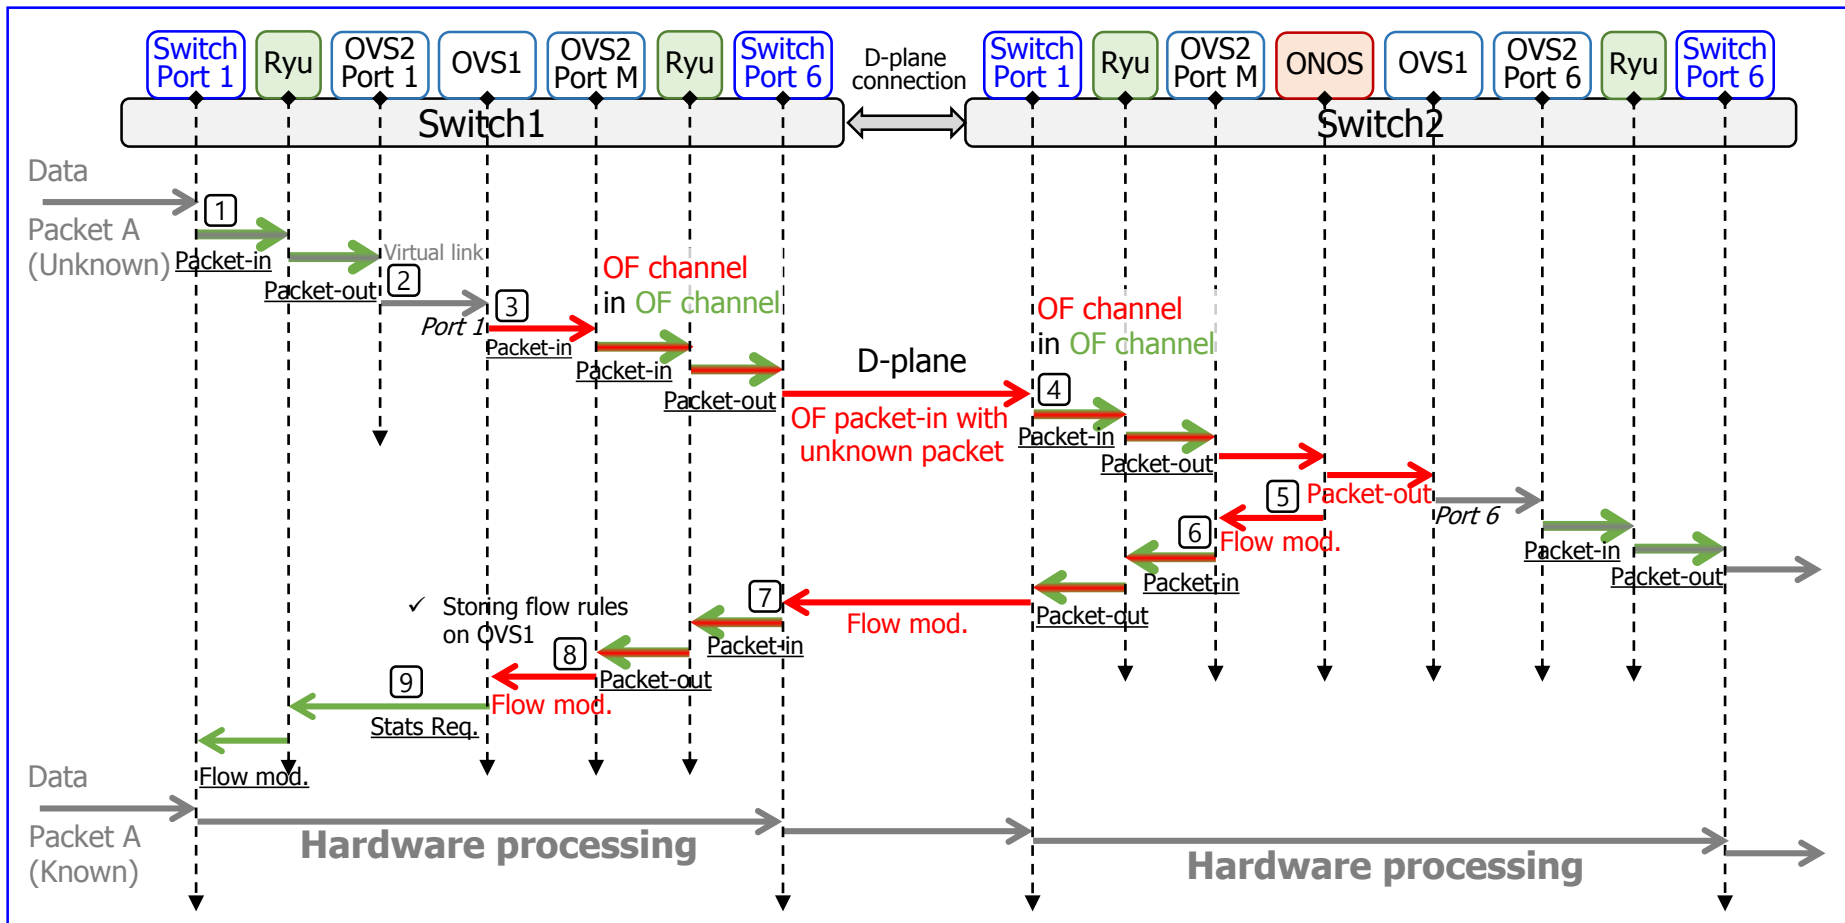 Switch
Port 1
Ryu
OVS2
Port 1
OVS1
OVS2
Port M
Ryu
Switch
Port 6
D-plane
connection
Switch
Port 1
Ryu
OVS2
Port M
ONOS
OVS1
OVS2
Port 6
Ryu
Switch
Port 6
Switch1
Switch2
Data
Packet A
(Unknown)
1
Packet-in
Packet-out
Virtual link
2
Port 1
3
Packet-in
OF channel
in OF channel
Packet-in
Packet-out
D-plane
OF packet-in with
unknown packet
OF channel
in OF channel
4
Packet-in
Packet-out
Packet-out
5
Flow mod.
Port 6
Packet-in
Packet-out
6
Packet-in
Packet-out
Flow mod.
7
Packet-in
✓ Storing flow rules
on OVS1
8
Packet-out
Flow mod.
9
Stats Req.
Flow mod.
Data
Packet A
(Known)
Hardware processing
Hardware processing